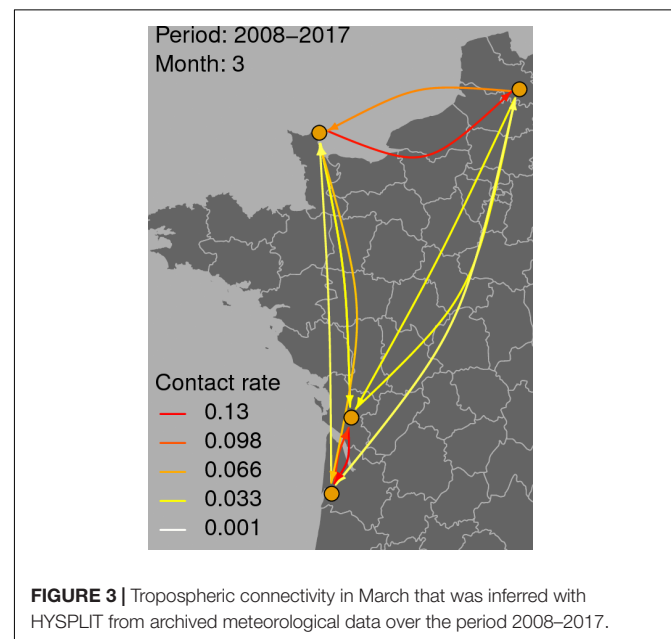 Period: 2008–2017
Month: 3
Contact rate
0.13
0.098
0.066
0.033
0.001
FIGURE 3 | Tropospheric connectivity in March that was inferred with
HYSPLIT from archived meteorological data over the period 2008–2017.